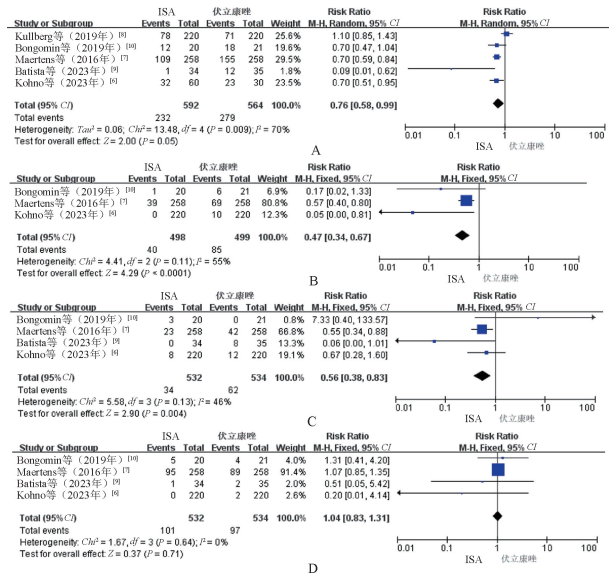 ISA 伏立康唑 Risk Ratio Risk Ratio
Study or Subgroup Events Total Events Total Weight M-H, Random, 95% CI M-H, Random, 95% CI
Kullberg等（2019年）[8] 78 220 71 220 25.6% 1.10 [0.85, 1.43]
Bongomin等（2019年）[10] 12 20 18 21 19.6% 0.70 [0.47, 1.04]
Maertens等（2016年）[7] 109 258 155 258 32.1% 0.70 [0.59, 0.84]
Batista等（2023年）[9] 1 34 12 35 1.8% 0.09 [0.01, 0.62]
Kohno等（2023年）[6] 32 60 23 30 21.0% 0.70 [0.51, 0.95]
Total (95% CI) 592 564 100.0% 0.76 [0.58, 0.99]
Total events 232 279
Heterogeneity: Tau² = 0.06; Chi² = 13.48, df = 4 (P = 0.009); I² = 70%
Test for overall effect: Z = 2.00 (P = 0.05)
0.01 0.1 1 10 100
ISA 伏立康唑
A
ISA 伏立康唑 Risk Ratio Risk Ratio
Study or Subgroup Events Total Events Total Weight M-H, Fixed, 95% CI M-H, Fixed, 95% CI
Bongomin等（2019年）[10] 1 20 6 21 6.9% 0.17 [0.02, 1.33]
Maertens等（2016年）[7] 39 258 69 258 80.8% 0.57 [0.40, 0.80]
Kohno等（2023年）[6] 0 220 10 220 12.3% 0.05 [0.00, 0.81]
Total (95% CI) 498 499 100.0% 0.47 [0.34, 0.67]
Total events 40 85
Heterogeneity: Chi² = 4.41, df = 2 (P = 0.11); I² = 55%
Test for overall effect: Z = 4.29 (P < 0.0001)
0.01 0.1 1 10 100
ISA 伏立康唑
B
ISA 伏立康唑 Risk Ratio Risk Ratio
Study or Subgroup Events Total Events Total Weight M-H, Fixed, 95% CI M-H, Fixed, 95% CI
Bongomin等（2019年）[10] 3 20 0 21 0.8% 7.33 [0.40, 133.57]
Maertens等（2016年）[7] 23 258 42 258 66.8% 0.55 [0.34, 0.88]
Batista等（2023年）[9] 0 34 8 35 13.3% 0.06 [0.00, 1.01]
Kohno等（2023年）[6] 8 220 12 220 19.1% 0.67 [0.28, 1.60]
Total (95% CI) 532 534 100.0% 0.56 [0.38, 0.83]
Total events 34 62
Heterogeneity: Chi² = 5.58, df = 3 (P = 0.13); I² = 46%
Test for overall effect: Z = 2.90 (P = 0.004)
0.01 0.1 1 10 100
ISA 伏立康唑
C
ISA 伏立康唑 Risk Ratio Risk Ratio
Study or Subgroup Events Total Events Total Weight M-H, Fixed, 95% CI M-H, Fixed, 95% CI
Bongomin等（2019年）[10] 5 20 4 21 4.0% 1.31 [0.41, 4.20]
Maertens等（2016年）[7] 95 258 89 258 91.4% 1.07 [0.85, 1.35]
Batista等（2023年）[9] 1 34 2 35 2.0% 0.51 [0.05, 5.42]
Kohno等（2023年）[6] 0 220 2 220 2.6% 0.20 [0.01, 4.14]
Total (95% CI) 532 534 100.0% 1.04 [0.83, 1.31]
Total events 101 97
Heterogeneity: Chi² = 1.67, df = 3 (P = 0.64); I² = 0%
Test for overall effect: Z = 0.37 (P = 0.71)
0.01 0.1 1 10 100
ISA 伏立康唑
D